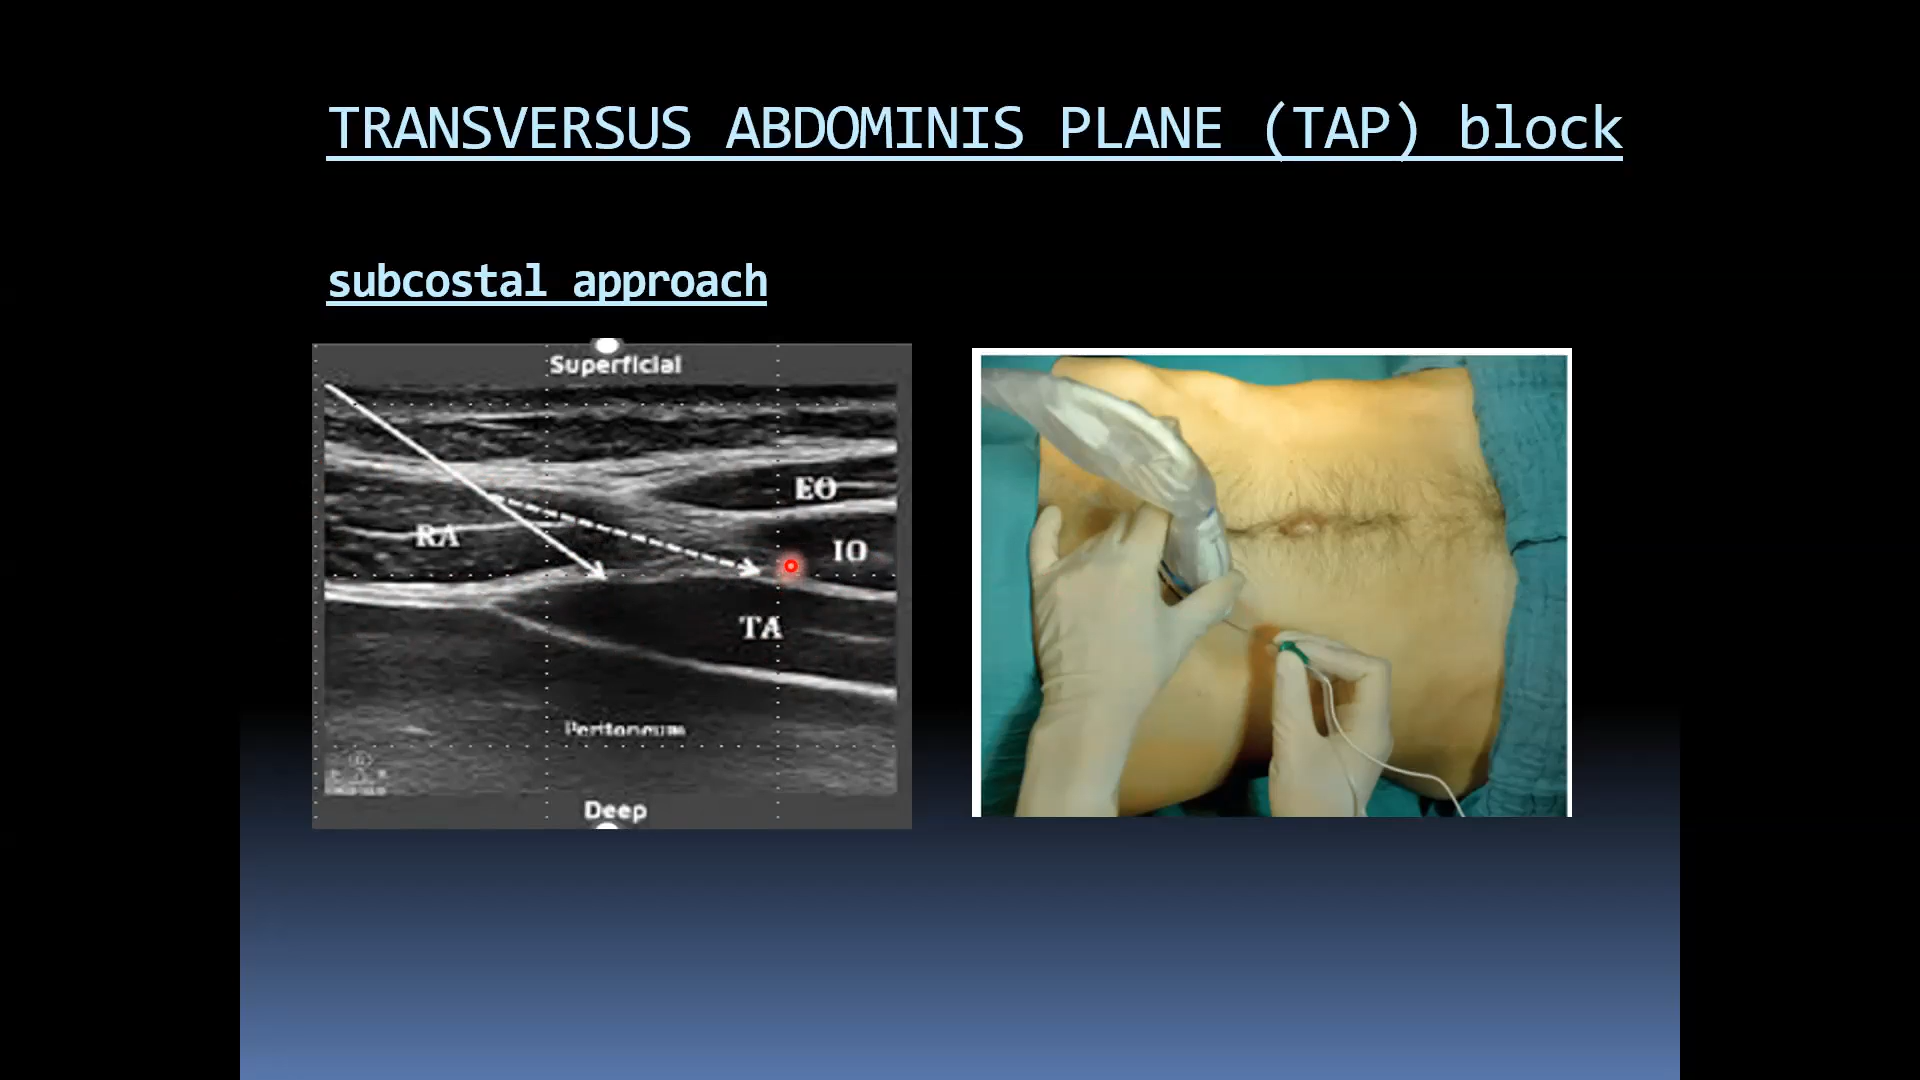 TRANSVERSUS ABDOMINIS PLANE (TAP) block
subcostal approach
Superficial
EO
RA
IO
TA
Peritoneum
Deep